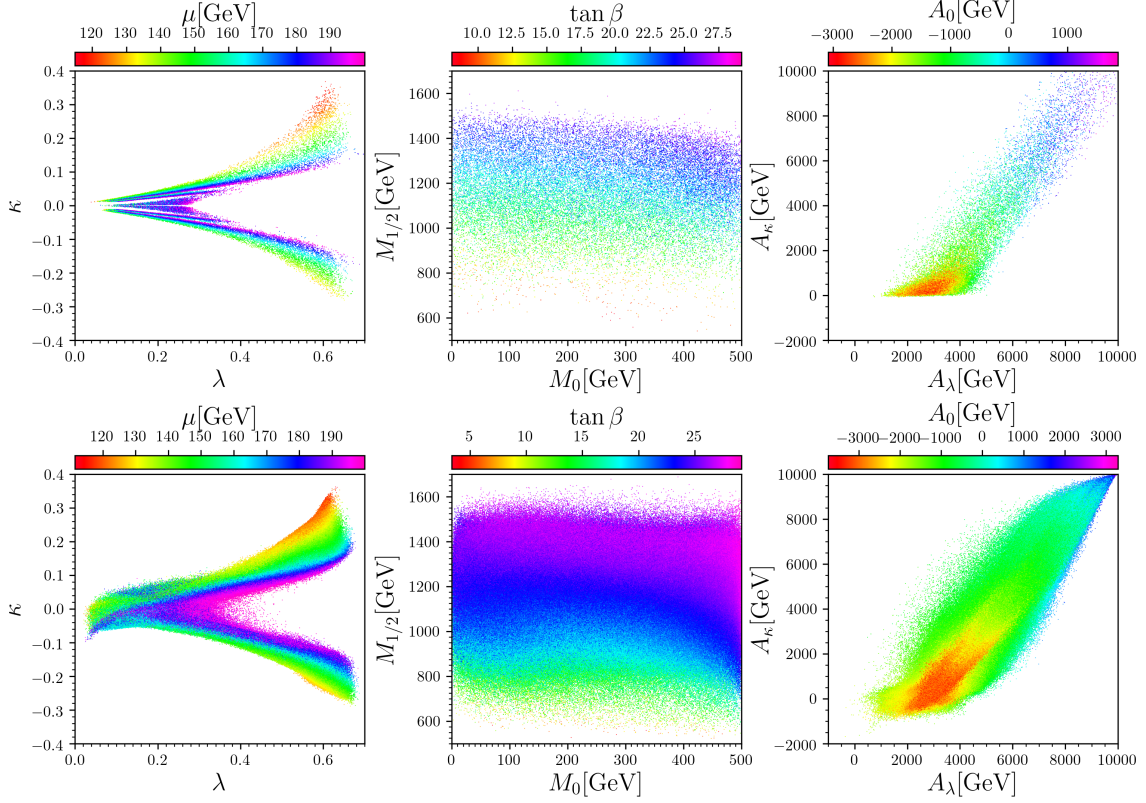 μ[GeV]
120 130 140 150 160 170 180 190
0.4
0.3
0.2
0.1
0.0
−0.1
−0.2
−0.3
−0.4
κ
0.0 0.2 0.4 0.6
λ
tan β
10.0 12.5 15.0 17.5 20.0 22.5 25.0 27.5
1600
1400
1200
1000
800
600
M1/2[GeV]
0 100 200 300 400 500
M0[GeV]
A0[GeV]
−3000 −2000 −1000 0 1000
10000
8000
6000
4000
2000
0
−2000
Aκ[GeV]
0 2000 4000 6000 8000 10000
Aλ[GeV]
μ[GeV]
120 130 140 150 160 170 180 190
0.4
0.3
0.2
0.1
0.0
−0.1
−0.2
−0.3
−0.4
κ
0.0 0.2 0.4 0.6
λ
tan β
5 10 15 20 25
1600
1400
1200
1000
800
600
M1/2[GeV]
0 100 200 300 400 500
M0[GeV]
A0[GeV]
−3000 −2000 −1000 0 1000 2000 3000
10000
8000
6000
4000
2000
0
−2000
Aκ[GeV]
0 2000 4000 6000 8000 10000
Aλ[GeV]